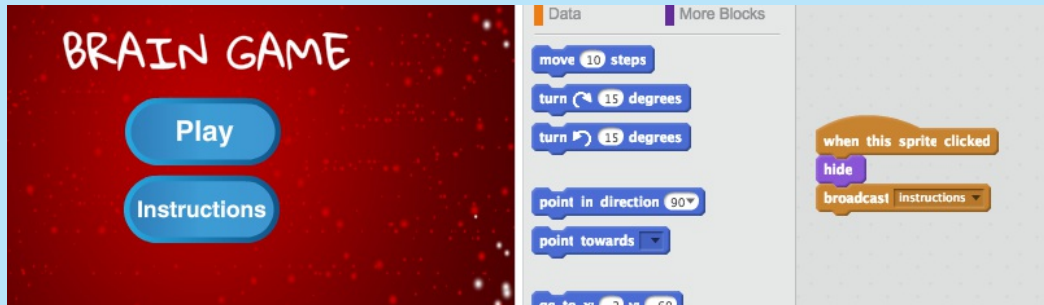 BRAIN GAME
Play
Instructions
Data
More Blocks
move 10 steps
turn 15 degrees
turn 15 degrees
point in direction 90
point towards
when this sprite clicked
hide
broadcast instructions